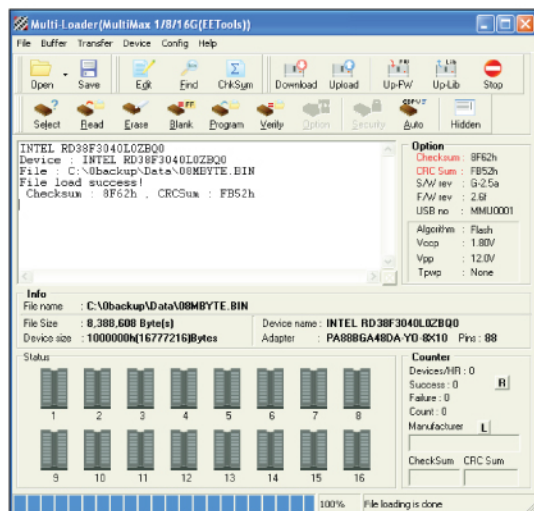 Multi-Loader(MultiMax 1/8/16G(EETools))
File Buffer Transfer Device Config Help
Open Save Edit Find ChkSum Download Upload Up-FW Up-Lib Stop
Select Read Erase Blank Program Verify Option Security Auto Hidden
INTEL RD38F3040L0ZBQ0
Device : INTEL RD38F3040L0ZBQ0
File : C:\0backup\Data\08MBYTE.BIN
File load success!
Checksum : 8F62h , CRCSum : FB52h
Option
Checksum : 8F62h
CRC Sum : FB52h
S/W rev : G-2.5a
F/W rev : 2.6f
USB no : MMU0001
Algorithm : Flash
Vccp : 1.80V
Vpp : 12.0V
Tpwp : None
Info
File name : C:\0backup\Data\08MBYTE.BIN
File Size : 8,388,608 Byte(s)
Device name : INTEL RD38F3040L0ZBQ0
Device size : 1000000h(16777216)Bytes
Adapter : PA88BGA48DA-YO-8X10 Pins : 88
Status
1 2 3 4 5 6 7 8
9 10 11 12 13 14 15 16
Counter
Devices/HR : 0
Success : 0 R
Failure : 0
Count : 0
Manufacturer L
CheckSum CRC Sum
100% File loading is done